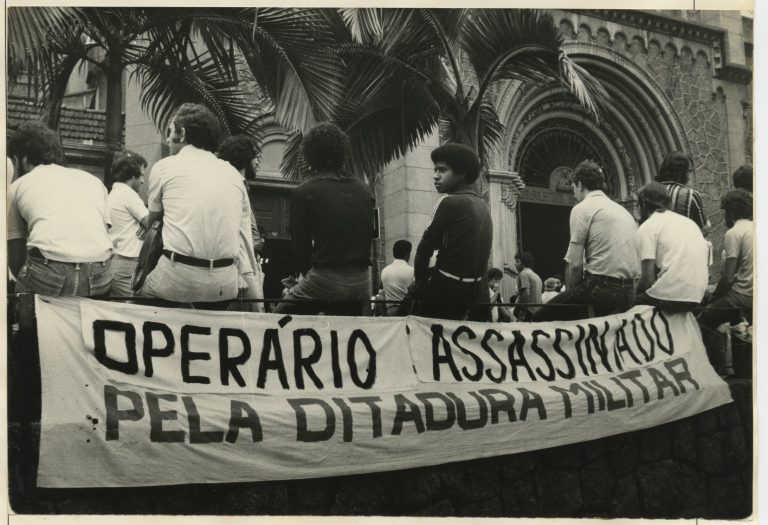 OPERÁRIO ASSASSINADO
PELA DITADURA MILITAR